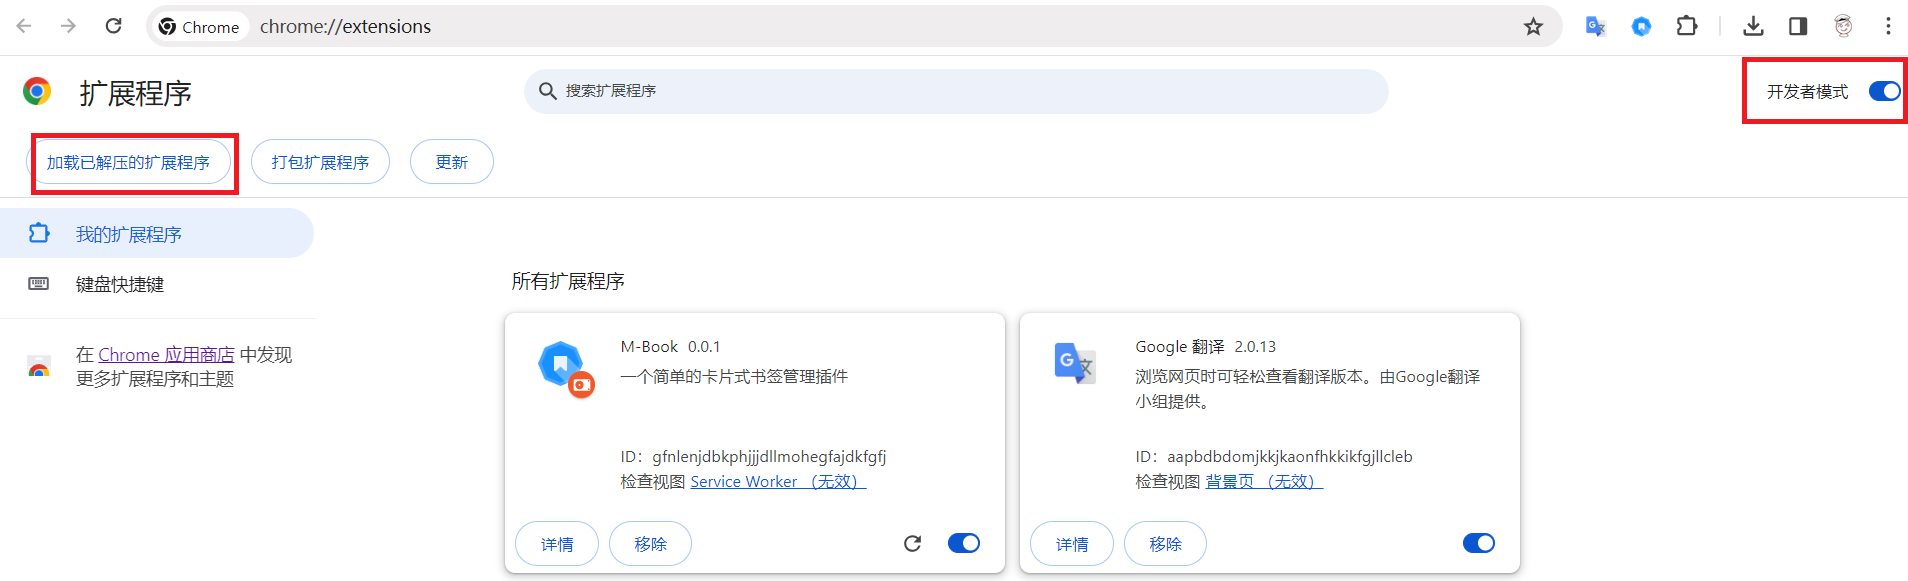 Chrome
chrome://extensions
扩展程序
搜索扩展程序
开发者模式
加载已解压的扩展程序
打包扩展程序
更新
我的扩展程序
键盘快捷键
在 Chrome 应用商店 中发现
更多扩展程序和主题
所有扩展程序
M-Book 0.0.1
一个简单的卡片式书签管理插件
ID：gfnlenjdbkphjjjdllmohegfajdkfgfj
检查视图 Service Worker （无效）
详情
移除
Google 翻译 2.0.13
浏览网页时可轻松查看翻译版本。由Google翻译
小组提供。
ID：aapbdbdomjkkjkaonfhkkikfgjllcleb
检查视图 背景页 （无效）
详情
移除